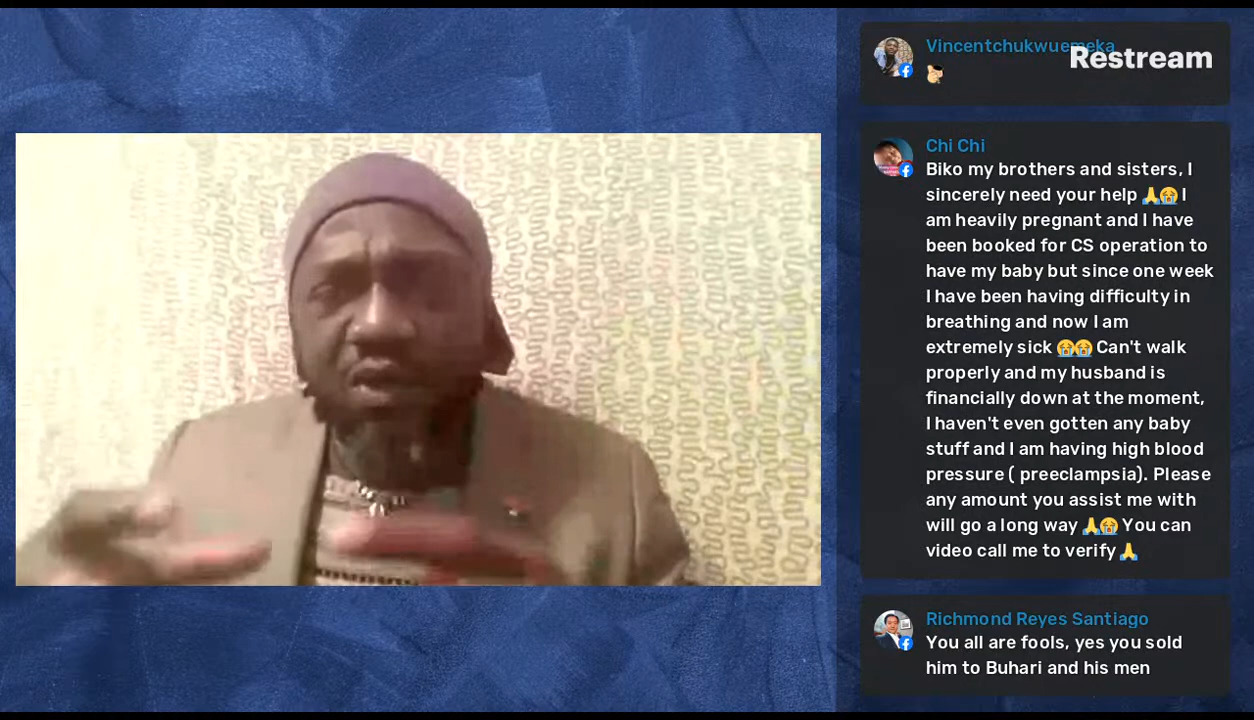 Vincentchukwuemeka
Restream
Chi Chi
Biko my brothers and sisters, I
sincerely need your help 🙏😭 I
am heavily pregnant and I have
been booked for CS operation to
have my baby but since one week
I have been having difficulty in
breathing and now I am
extremely sick 😭😭 Can't walk
properly and my husband is
financially down at the moment,
I haven't even gotten any baby
stuff and I am having high blood
pressure ( preeclampsia). Please
any amount you assist me with
will go a long way 🙏😭 You can
video call me to verify 🙏
Richmond Reyes Santiago
You all are fools, yes you sold
him to Buhari and his men